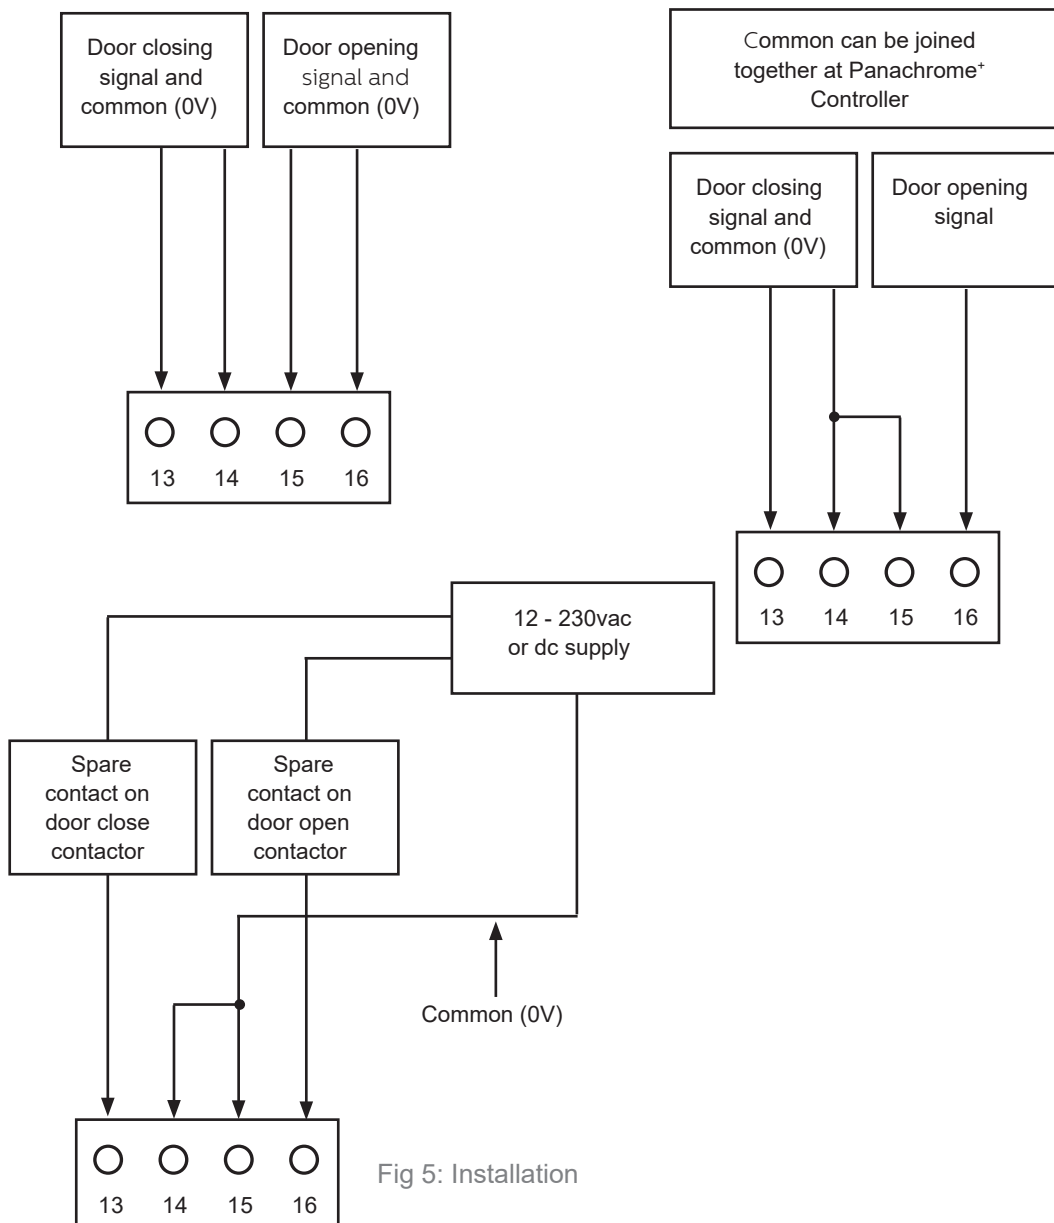 Door closing
signal and
common (0V)
Door opening
signal and
common (0V)
13 14 15 16
Common can be joined
together at Panachrome⁺
Controller
Door closing
signal and
common (0V)
Door opening
signal
13 14 15 16
12 - 230vac
or dc supply
Spare
contact on
door close
contactor
Spare
contact on
door open
contactor
Common (0V)
13 14 15 16
Fig 5: Installation